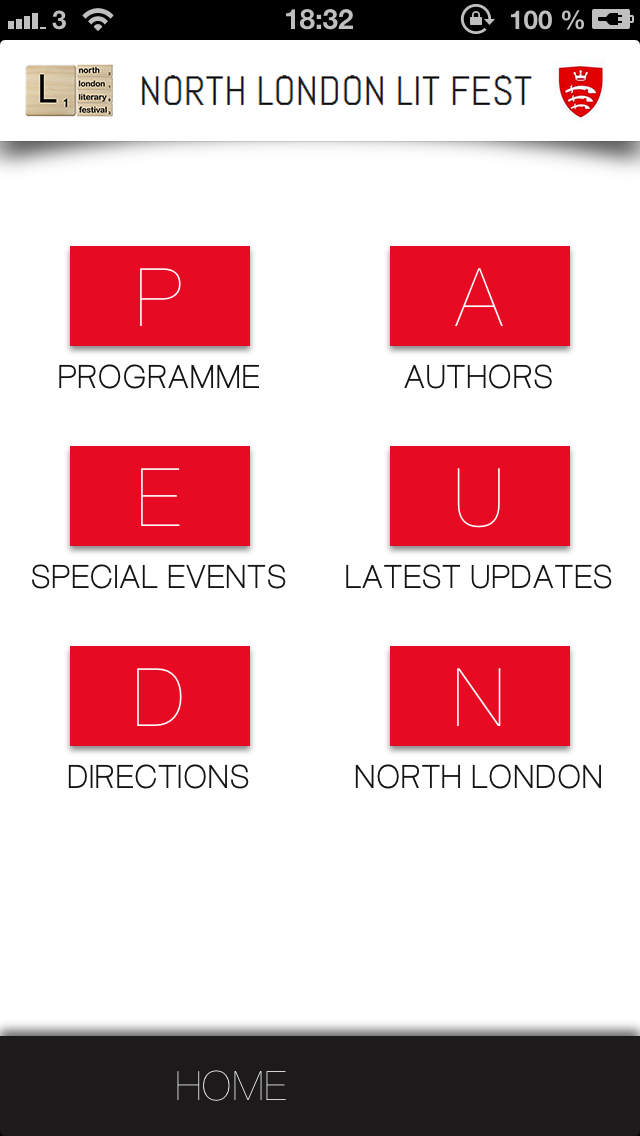 3 18:32 100 %
L1
north,
london,
literary,
festival,
NORTH LONDON LIT FEST
P A
PROGRAMME AUTHORS
E U
SPECIAL EVENTS LATEST UPDATES
D N
DIRECTIONS NORTH LONDON
HOME